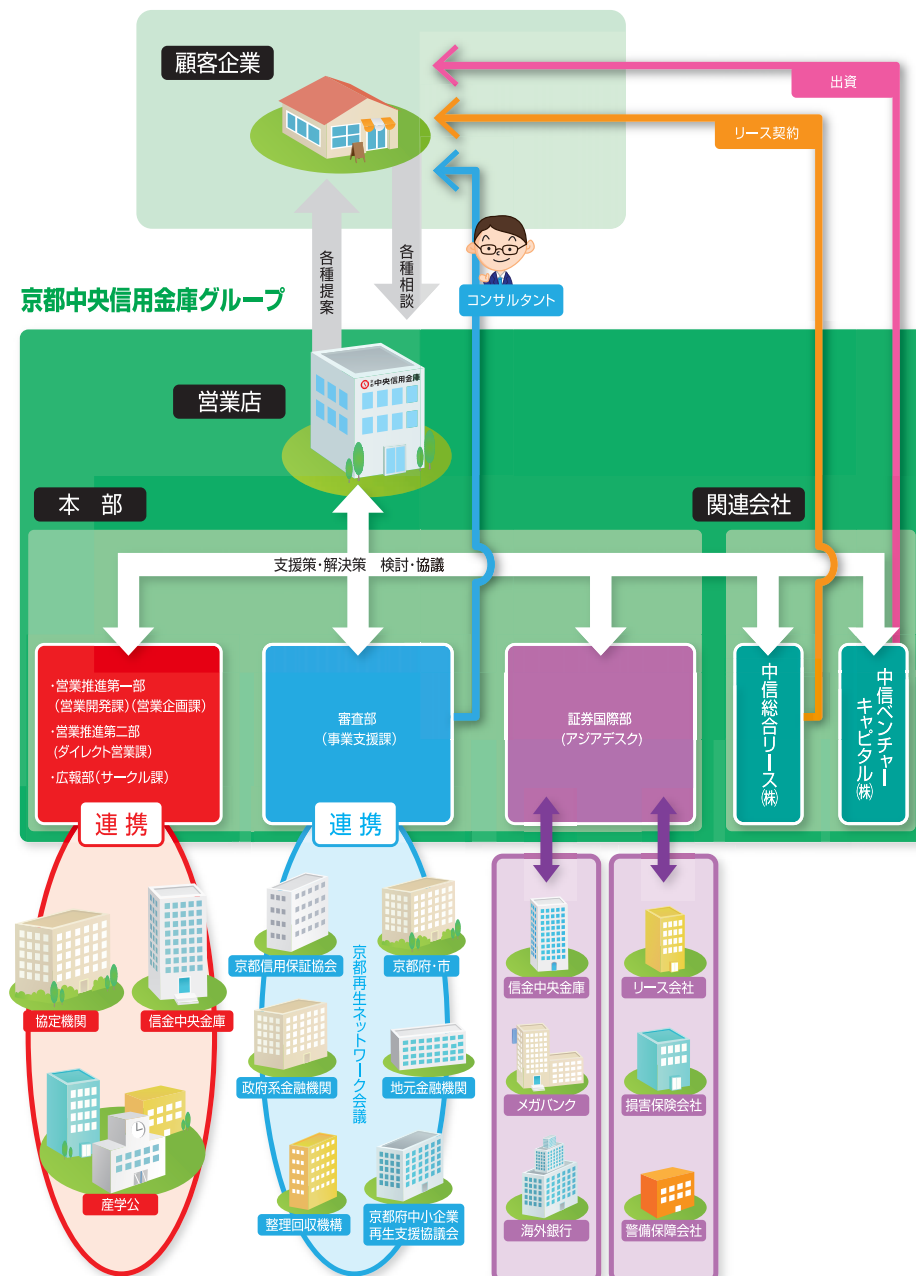 顧客企業
出資
リース契約
各種提案
各種相談
コンサルタント
京都中央信用金庫グループ
中央信用金庫
営業店
本 部
関連会社
支援策・解決策 検討・協議
・営業推進第一部
(営業開発課)(営業企画課)
・営業推進第二部
(ダイレクト営業課)
・広報部(サークル課)
審査部
(事業支援課)
証券国際部
(アジアデスク)
中信総合リース㈱
中信ベンチャー
キャピタル㈱
連携
連携
協定機関
信金中央金庫
産学公
京都再生ネットワーク会議
京都信用保証協会
京都府・市
政府系金融機関
地元金融機関
整理回収機構
京都府中小企業
再生支援協議会
信金中央金庫
メガバンク
海外銀行
リース会社
損害保険会社
警備保障会社